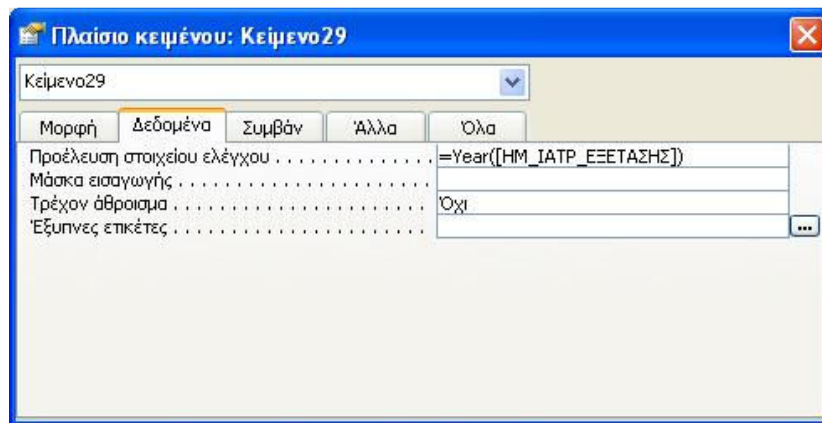 Πλαίσιο κειμένου: Κείμενο29
Κείμενο29
Μορφή Δεδομένα Συμβάν Άλλα Όλα
Προέλευση στοιχείου ελέγχου . . . . . . . . . . . . . . =Year([ΗΜ_ΙΑΤΡ_ΕΞΕΤΑΣΗΣ])
Μάσκα εισαγωγής . . . . . . . . . . . . . . . . . . . . . . .
Τρέχον άθροισμα . . . . . . . . . . . . . . . . . . . . . . . Όχι
Έξυπνες ετικέτες . . . . . . . . . . . . . . . . . . . . . . . ...